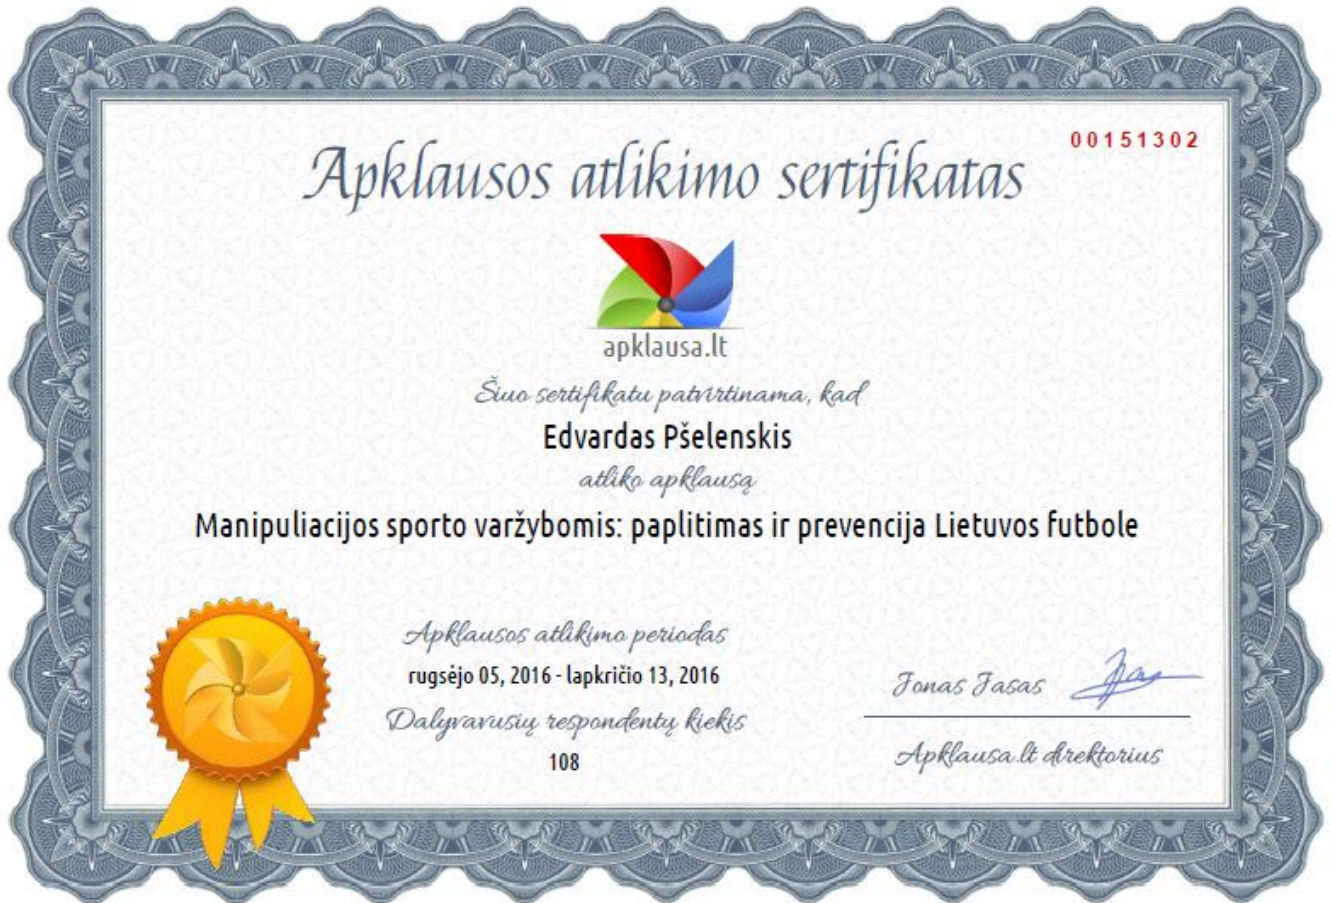 00151302
Apklausos atlikimo sertifikatas
apklausa.lt
Šiuo sertifikatu patvirtinama, kad
Edvardas Pšelenskis
atliko apklausą
Manipuliacijos sporto varžybomis: paplitimas ir prevencija Lietuvos futbole
Apklausos atlikimo periodas
rugsėjo 05, 2016 - lapkričio 13, 2016
Dalyvavusių respondentų kiekis
108
Jonas Jasas
Apklausa.lt direktorius